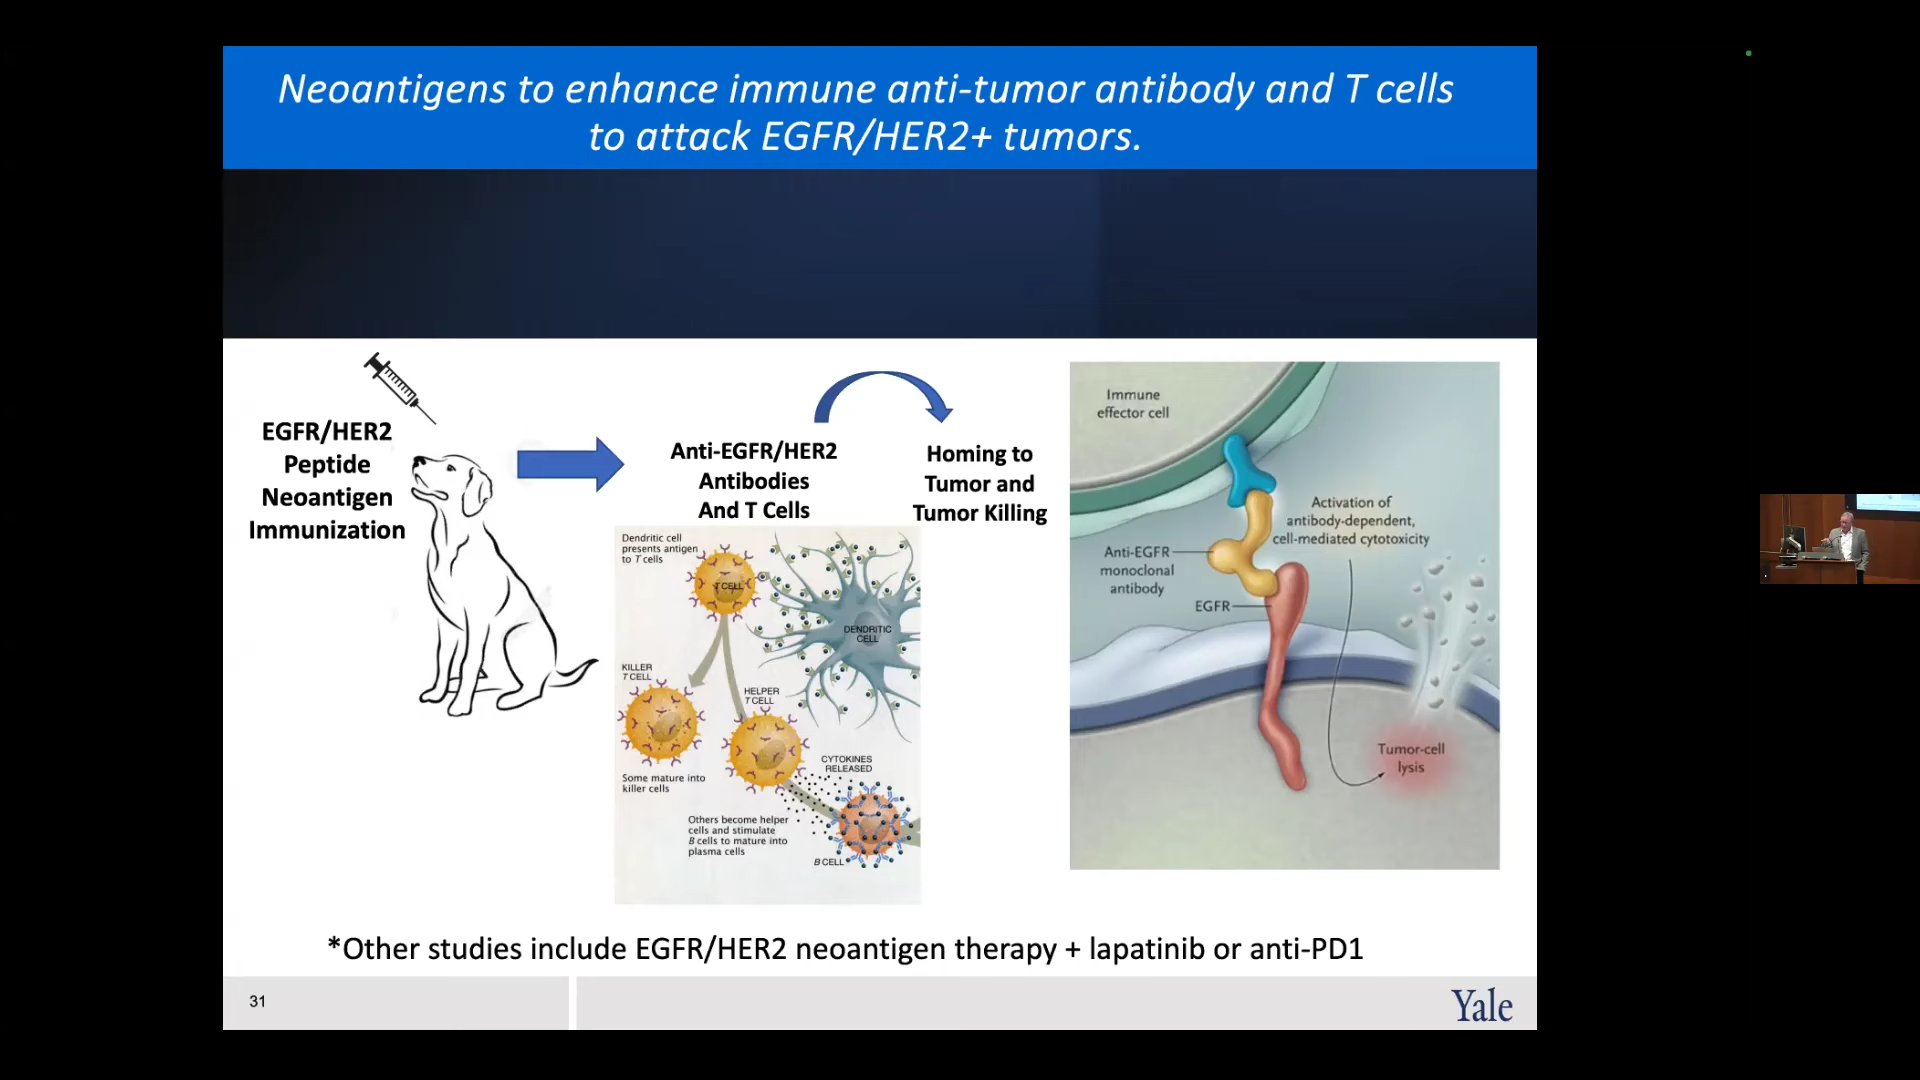 Neoantigens to enhance immune anti-tumor antibody and T cells
to attack EGFR/HER2+ tumors.
EGFR/HER2
Peptide
Neoantigen
Immunization
Anti-EGFR/HER2
Antibodies
And T Cells
Homing to
Tumor and
Tumor Killing
Dendritic cell
presents antigen
to T cells
T CELL
DENDRITIC
CELL
KILLER
T CELL
HELPER
T CELL
Some mature into
killer cells
CYTOKINES
RELEASED
Others become helper
cells and stimulate
B cells to mature into
plasma cells
B CELL
Immune
effector cell
Activation of
antibody-dependent,
cell-mediated cytotoxicity
Anti-EGFR
monoclonal
antibody
EGFR
Tumor-cell
lysis
*Other studies include EGFR/HER2 neoantigen therapy + lapatinib or anti-PD1
31
Yale